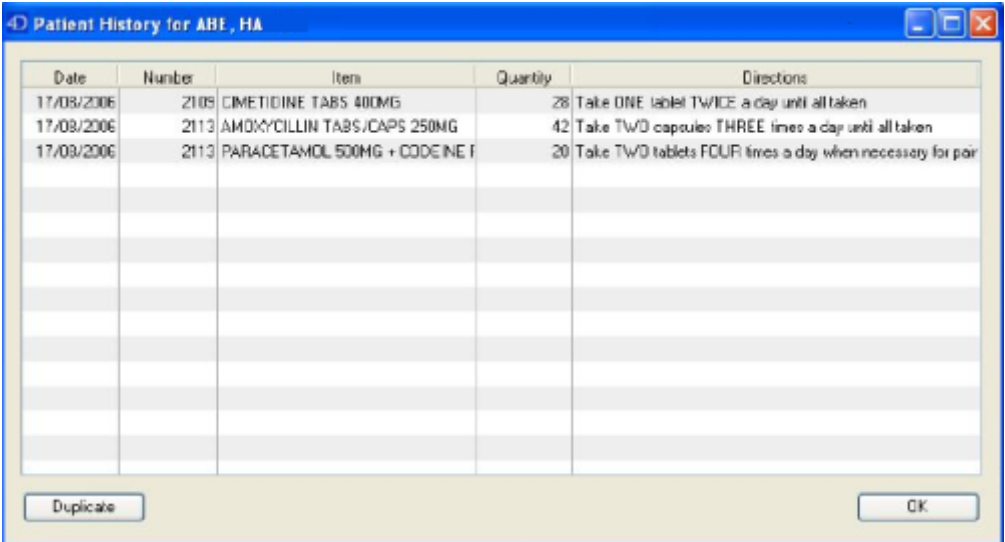 4D Patient History for ABE, HA
Date Number Item Quantity Directions
17/08/2006 2109 CIMETIDINE TABS 400MG 28 Take ONE tablet TWICE a day until all taken
17/08/2006 2113 AMOXYCILLIN TABS/CAPS 250MG 42 Take TWO capsules THREE times a day until all taken
17/08/2006 2113 PARACETAMOL 500MG + CODEINE F 20 Take TWO tablets FOUR times a day when necessary for pain
Duplicate OK